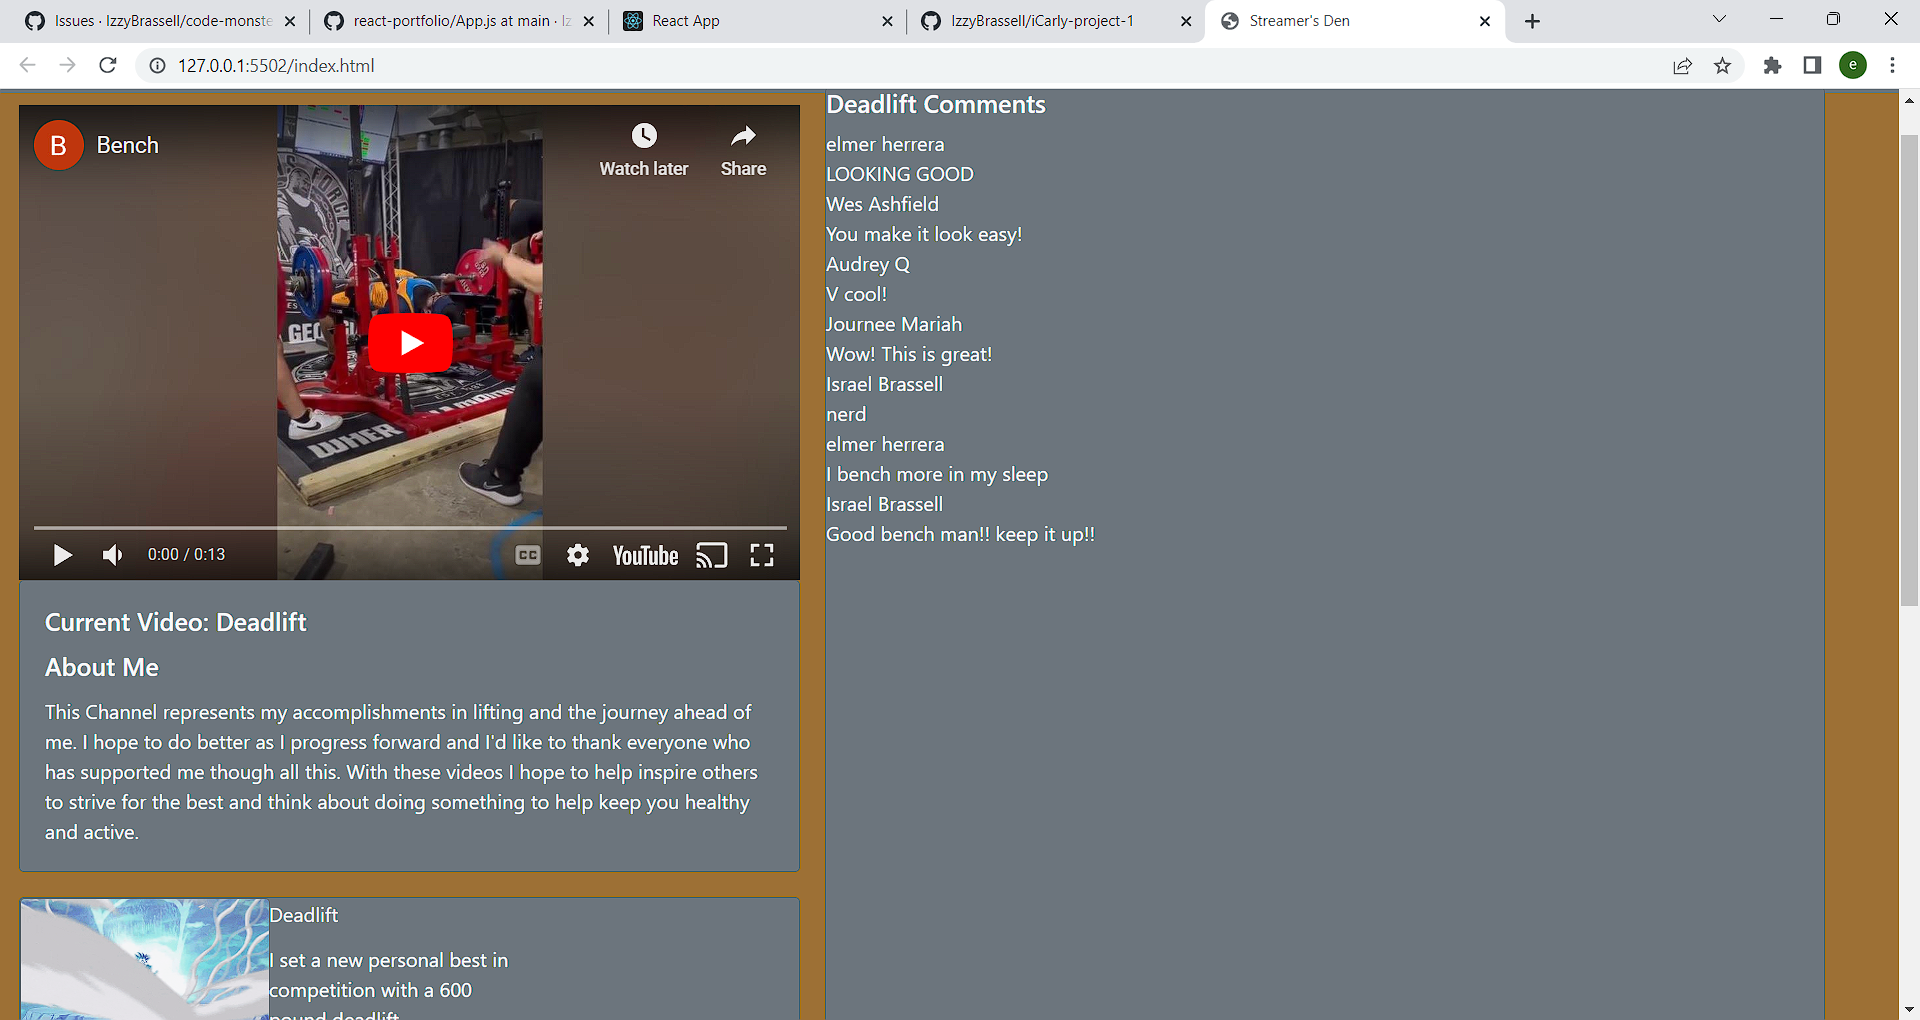 Issues · IzzyBrassell/code-monste
react-portfolio/App.js at main · Iz
React App
IzzyBrassell/iCarly-project-1
Streamer's Den
127.0.0.1:5502/index.html
e
B
Bench
Watch later
Share
GEO
WHER
0:00 / 0:13
CC
YouTube
Current Video: Deadlift
About Me
This Channel represents my accomplishments in lifting and the journey ahead of
me. I hope to do better as I progress forward and I'd like to thank everyone who
has supported me though all this. With these videos I hope to help inspire others
to strive for the best and think about doing something to help keep you healthy
and active.
Deadlift
I set a new personal best in
competition with a 600
pound deadlift
Deadlift Comments
elmer herrera
LOOKING GOOD
Wes Ashfield
You make it look easy!
Audrey Q
V cool!
Journee Mariah
Wow! This is great!
Israel Brassell
nerd
elmer herrera
I bench more in my sleep
Israel Brassell
Good bench man!! keep it up!!